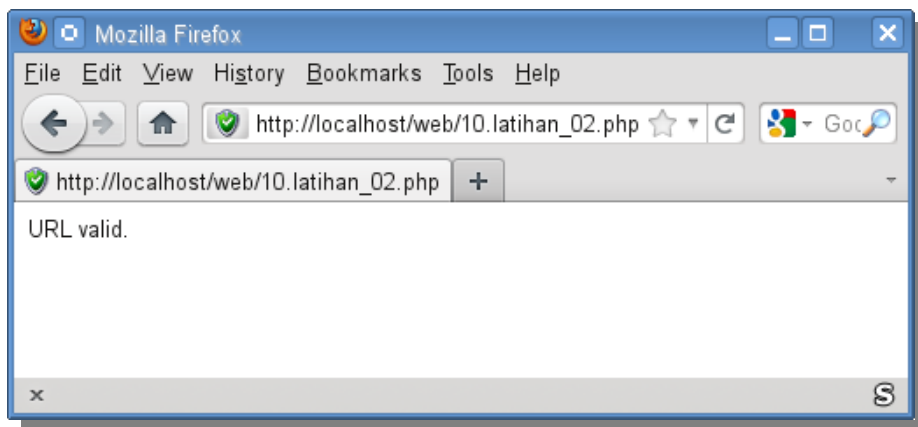 Mozilla Firefox
File Edit View History Bookmarks Tools Help
http://localhost/web/10.latihan_02.php Goo
http://localhost/web/10.latihan_02.php +
URL valid.
x S